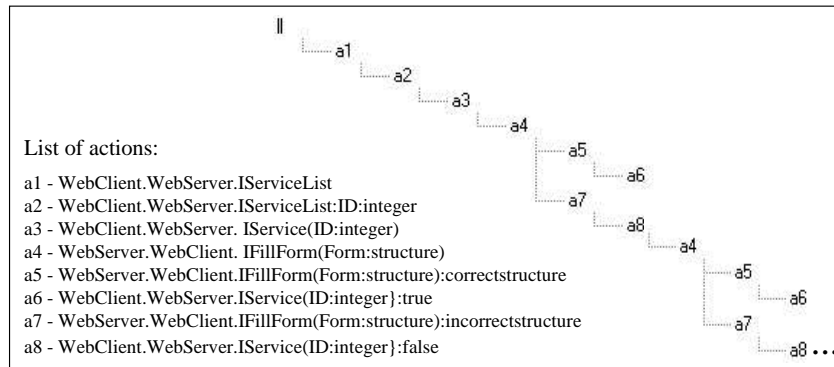 ||
a1
a2
a3
a4
a5
a6
a7
a8
a4
a5
a6
a7
a8 ...
List of actions:
a1 - WebClient.WebServer.IServiceList
a2 - WebClient.WebServer.IServiceList:ID:integer
a3 - WebClient.WebServer. IService(ID:integer)
a4 - WebServer.WebClient. IFillForm(Form:structure)
a5 - WebServer.WebClient.IFillForm(Form:structure):correctstructure
a6 - WebClient.WebServer.IService(ID:integer}:true
a7 - WebServer.WebClient.IFillForm(Form:structure):incorrectstructure
a8 - WebClient.WebServer.IService(ID:integer}:false